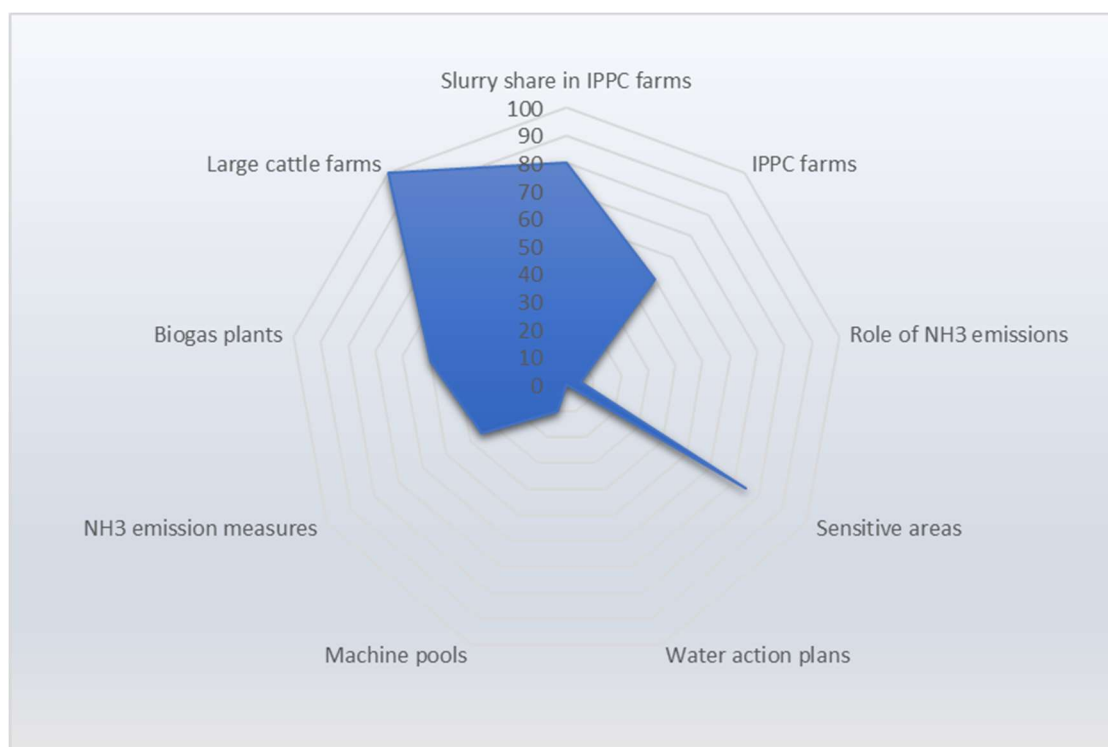 Slurry share in IPPC farms
100
90
80
70
60
50
40
30
20
10
0
IPPC farms
Role of NH3 emissions
Sensitive areas
Water action plans
Machine pools
NH3 emission measures
Biogas plants
Large cattle farms